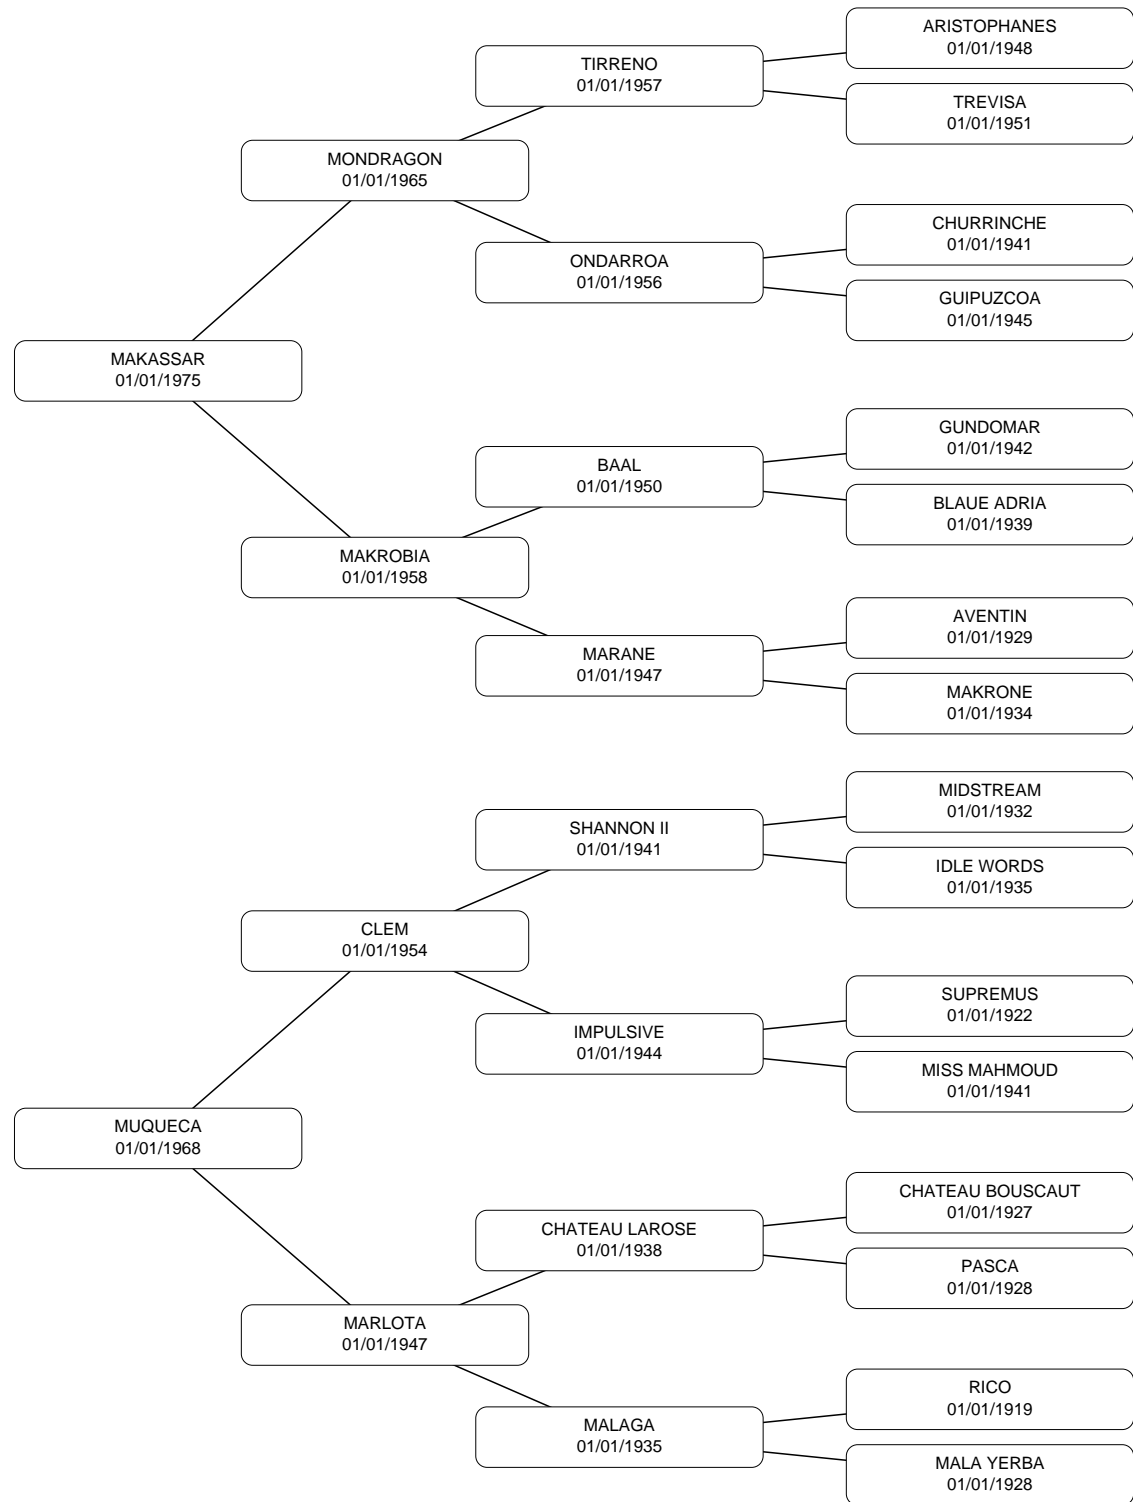 ARISTOPHANES
01/01/1948
TIRRENO
01/01/1957
TREVISA
01/01/1951
MONDRAGON
01/01/1965
CHURRINCHE
01/01/1941
ONDARROA
01/01/1956
GUIPUZCOA
01/01/1945
MAKASSAR
01/01/1975
GUNDOMAR
01/01/1942
BAAL
01/01/1950
BLAUE ADRIA
01/01/1939
MAKROBIA
01/01/1958
AVENTIN
01/01/1929
MARANE
01/01/1947
MAKRONE
01/01/1934
MIDSTREAM
01/01/1932
SHANNON II
01/01/1941
IDLE WORDS
01/01/1935
CLEM
01/01/1954
SUPREMUS
01/01/1922
IMPULSIVE
01/01/1944
MISS MAHMOUD
01/01/1941
MUQUECA
01/01/1968
CHATEAU BOUSCAUT
01/01/1927
CHATEAU LAROSE
01/01/1938
PASCA
01/01/1928
MARLOTA
01/01/1947
RICO
01/01/1919
MALAGA
01/01/1935
MALA YERBA
01/01/1928